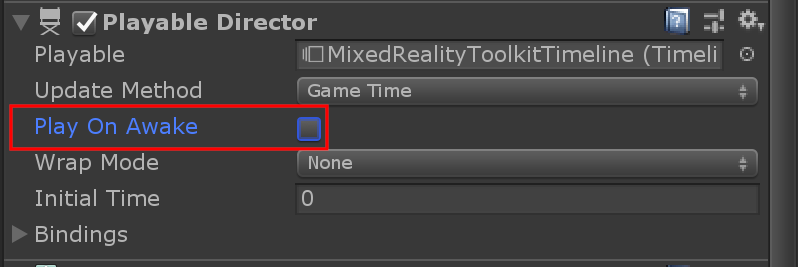 Playable Director
Playable MixedRealityToolkitTimeline (Timeli
Update Method Game Time
Play On Awake
Wrap Mode None
Initial Time 0
Bindings